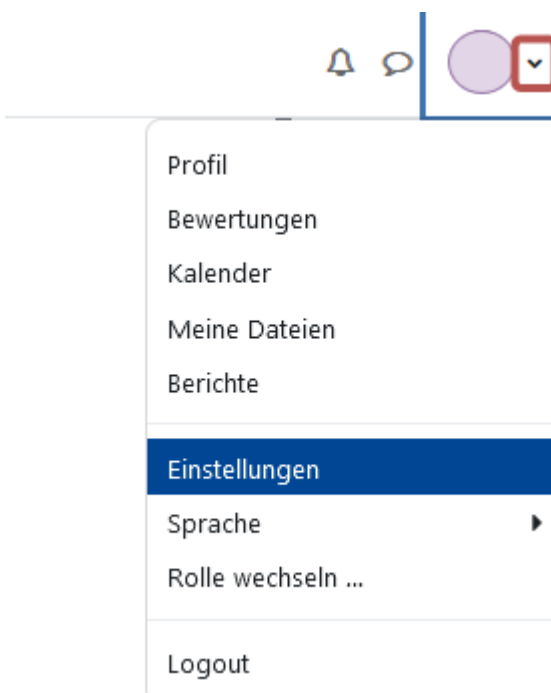 Profil
Bewertungen
Kalender
Meine Dateien
Berichte
Einstellungen
Sprache
Rolle wechseln ...
Logout